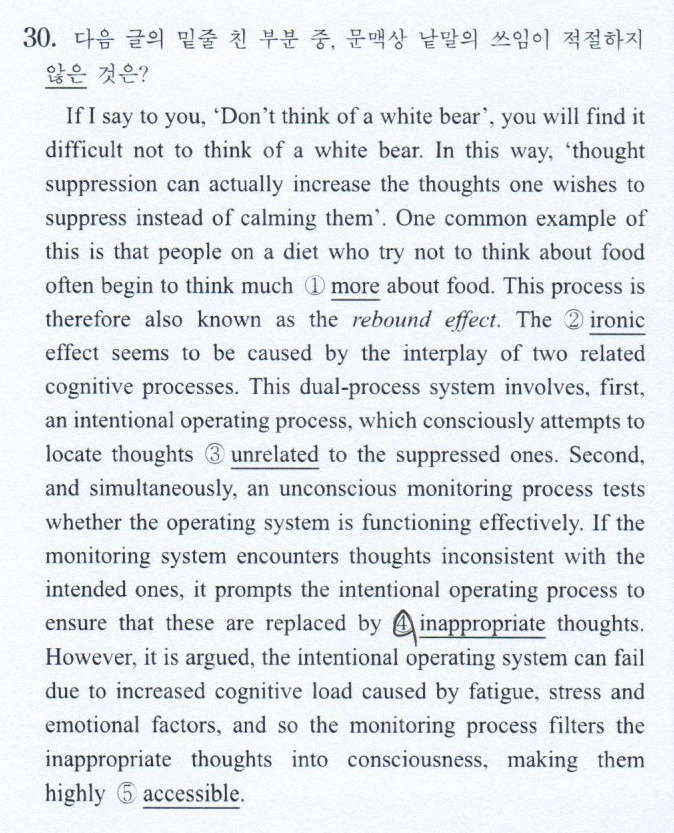 30. 다음 글의 밑줄 친 부분 중, 문맥상 낱말의 쓰임이 적절하지
않은 것은?
If I say to you, ‘Don’t think of a white bear’, you will find it
difficult not to think of a white bear. In this way, ‘thought
suppression can actually increase the thoughts one wishes to
suppress instead of calming them’. One common example of
this is that people on a diet who try not to think about food
often begin to think much ① more about food. This process is
therefore also known as the rebound effect. The ② ironic
effect seems to be caused by the interplay of two related
cognitive processes. This dual-process system involves, first,
an intentional operating process, which consciously attempts to
locate thoughts ③ unrelated to the suppressed ones. Second,
and simultaneously, an unconscious monitoring process tests
whether the operating system is functioning effectively. If the
monitoring system encounters thoughts inconsistent with the
intended ones, it prompts the intentional operating process to
ensure that these are replaced by ④ inappropriate thoughts.
However, it is argued, the intentional operating system can fail
due to increased cognitive load caused by fatigue, stress and
emotional factors, and so the monitoring process filters the
inappropriate thoughts into consciousness, making them
highly ⑤ accessible.